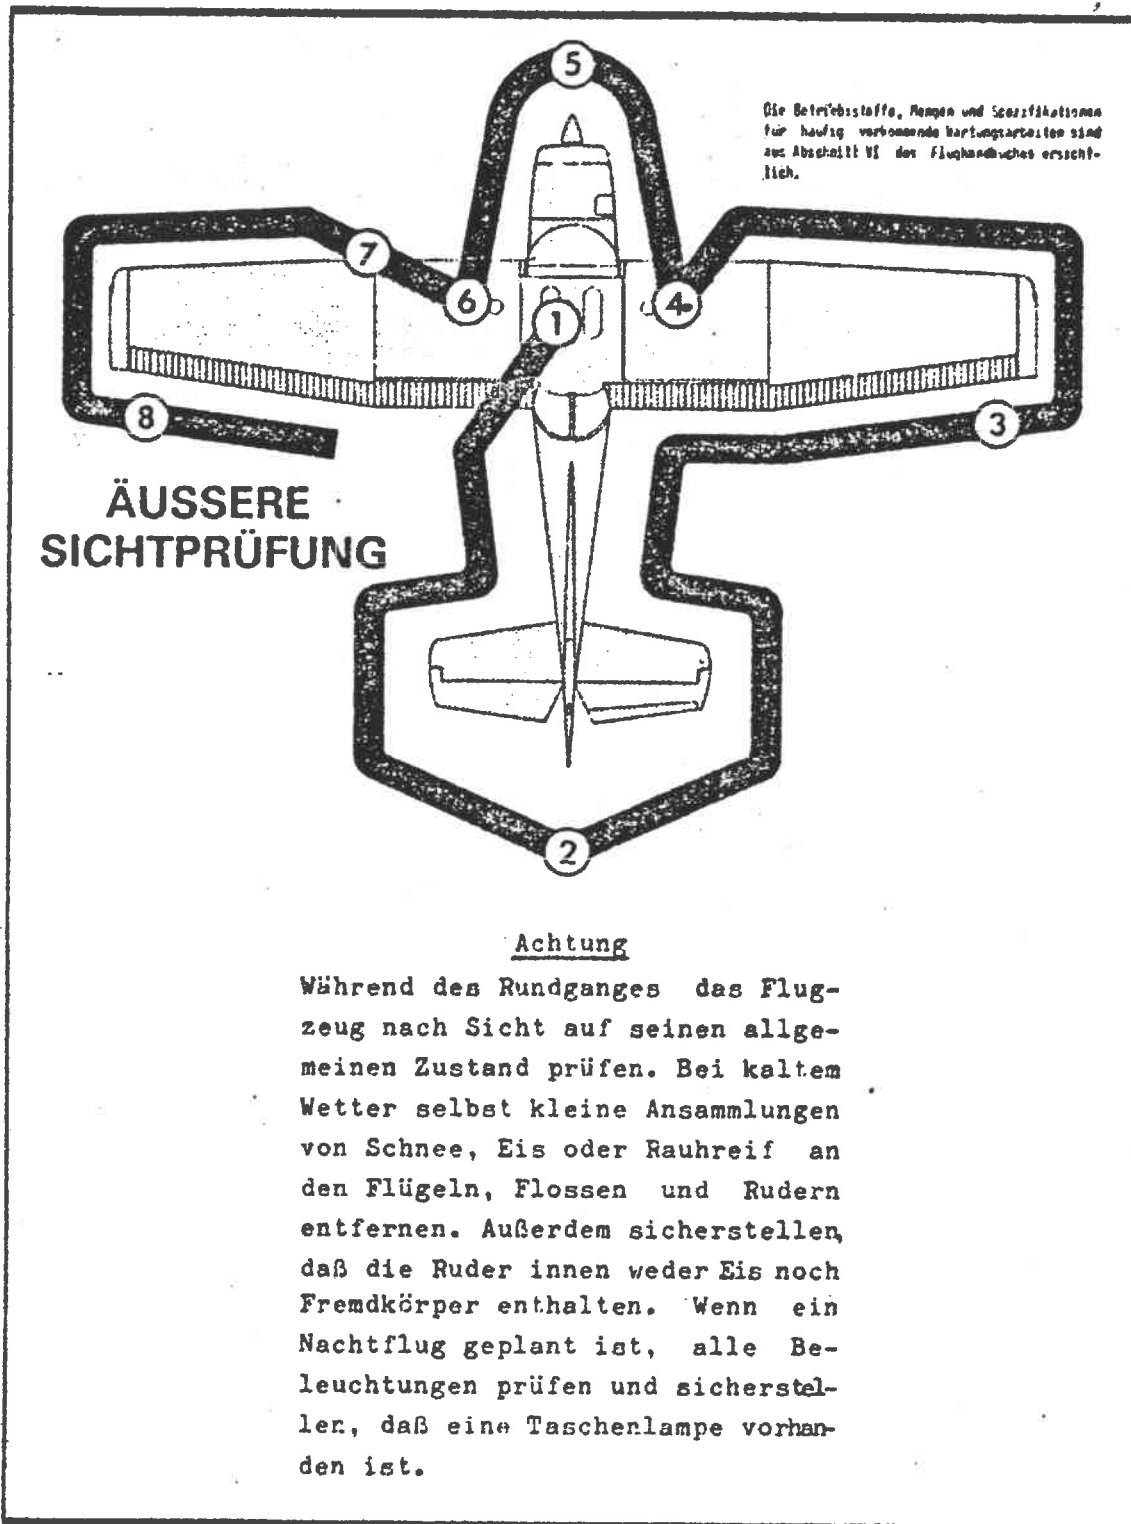 5
Die Betriebsstoffe, Mengen und Spezifikationen
für häufig vorkommende Wartungsarbeiten sind
aus Abschnitt VI des Flughandbuches ersicht-
lich.
7
6
1
4
8
3
ÄUSSERE
SICHTPRÜFUNG
2
Achtung
Während des Rundganges das Flug-
zeug nach Sicht auf seinen allge-
meinen Zustand prüfen. Bei kaltem
Wetter selbst kleine Ansammlungen
von Schnee, Eis oder Rauhreif an
den Flügeln, Flossen und Rudern
entfernen. Außerdem sicherstellen,
daß die Ruder innen weder Eis noch
Fremdkörper enthalten. Wenn ein
Nachtflug geplant ist, alle Be-
leuchtungen prüfen und sicherstel-
len, daß eine Taschenlampe vorhan-
den ist.